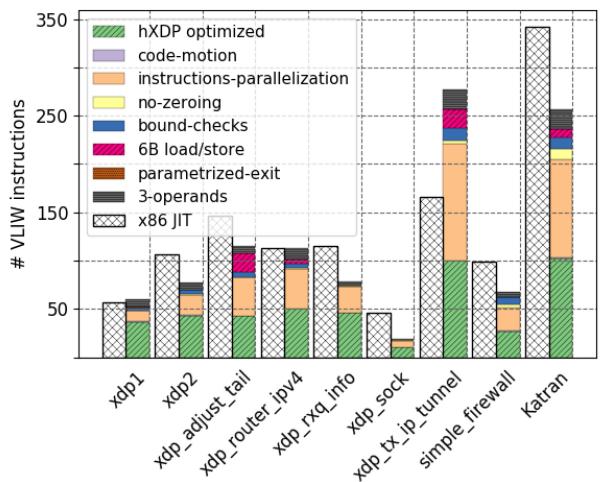 350
250
150
50
# VLIW instructions
hXDP optimized
code-motion
instructions-parallelization
no-zeroing
bound-checks
6B load/store
parametrized-exit
3-operands
x86 JIT
xdp1
xdp2
xdp_adjust_tail
xdp_router_ipv4
xdp_rxq_info
xdp_sock
xdp_tx_ip_tunnel
simple_firewall
Katran